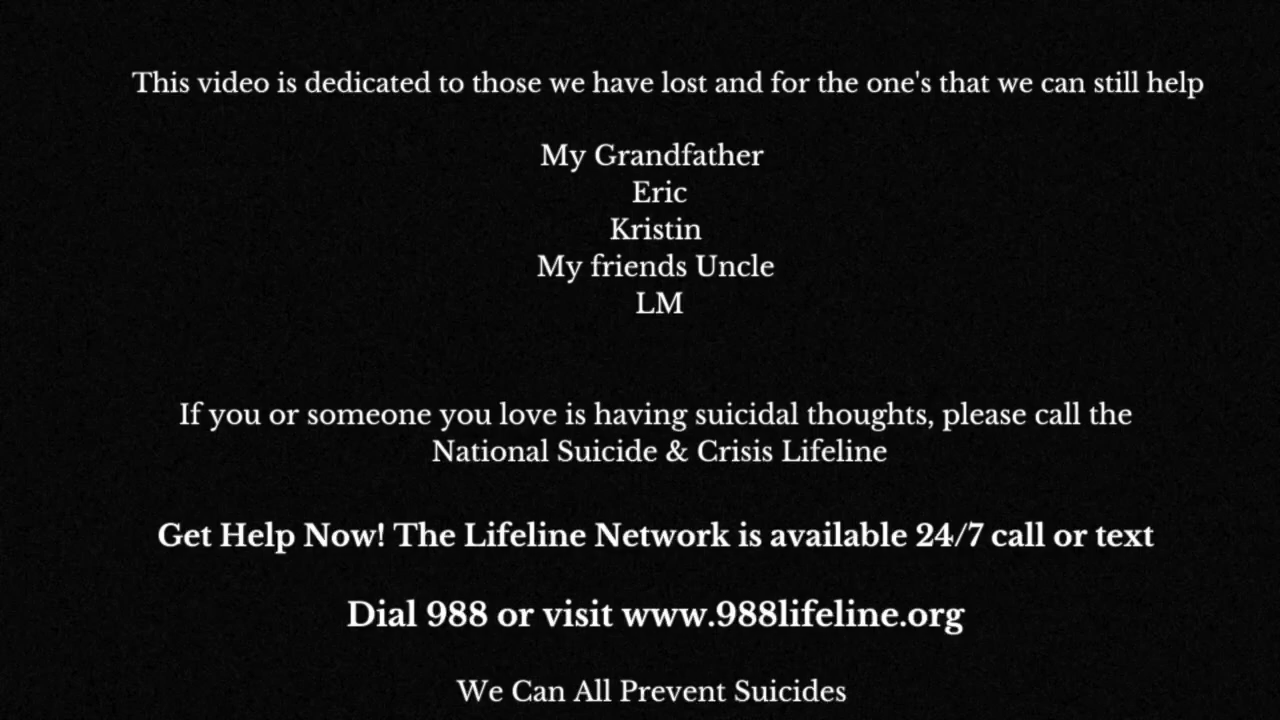 This video is dedicated to those we have lost and for the one's that we can still help
My Grandfather
Eric
Kristin
My friends Uncle
LM
If you or someone you love is having suicidal thoughts, please call the
National Suicide & Crisis Lifeline
Get Help Now! The Lifeline Network is available 24/7 call or text
Dial 988 or visit www.988lifeline.org
We Can All Prevent Suicides